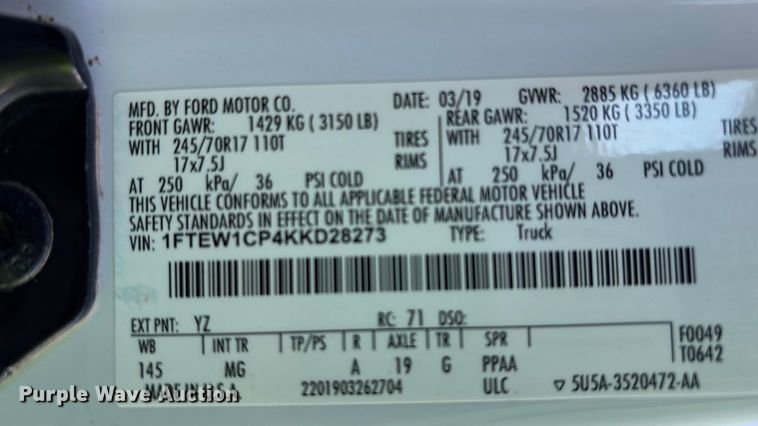 MFD. BY FORD MOTOR CO. DATE: 03/19 GVWR: 2885 KG ( 6360 LB)
FRONT GAWR: 1429 KG ( 3150 LB) REAR GAWR: 1520 KG ( 3350 LB)
WITH 245/70R17 110T TIRES WITH 245/70R17 110T TIRES
17x7.5J RIMS 17x7.5J RIMS
AT 250 kPa/ 36 PSI COLD AT 250 kPa/ 36 PSI COLD
THIS VEHICLE CONFORMS TO ALL APPLICABLE FEDERAL MOTOR VEHICLE
SAFETY STANDARDS IN EFFECT ON THE DATE OF MANUFACTURE SHOWN ABOVE.
VIN: 1FTEW1CP4KKD28273 TYPE: Truck
EXT PNT: YZ RC: 71 DSO:
WB INT TR TP/PS R AXLE TR SPR F0049
145 MG A 19 G PPAA T0642
MADE IN U.S.A. 2201903262704 ULC ▽ 5U5A-3520472-AA
Purple Wave Auction